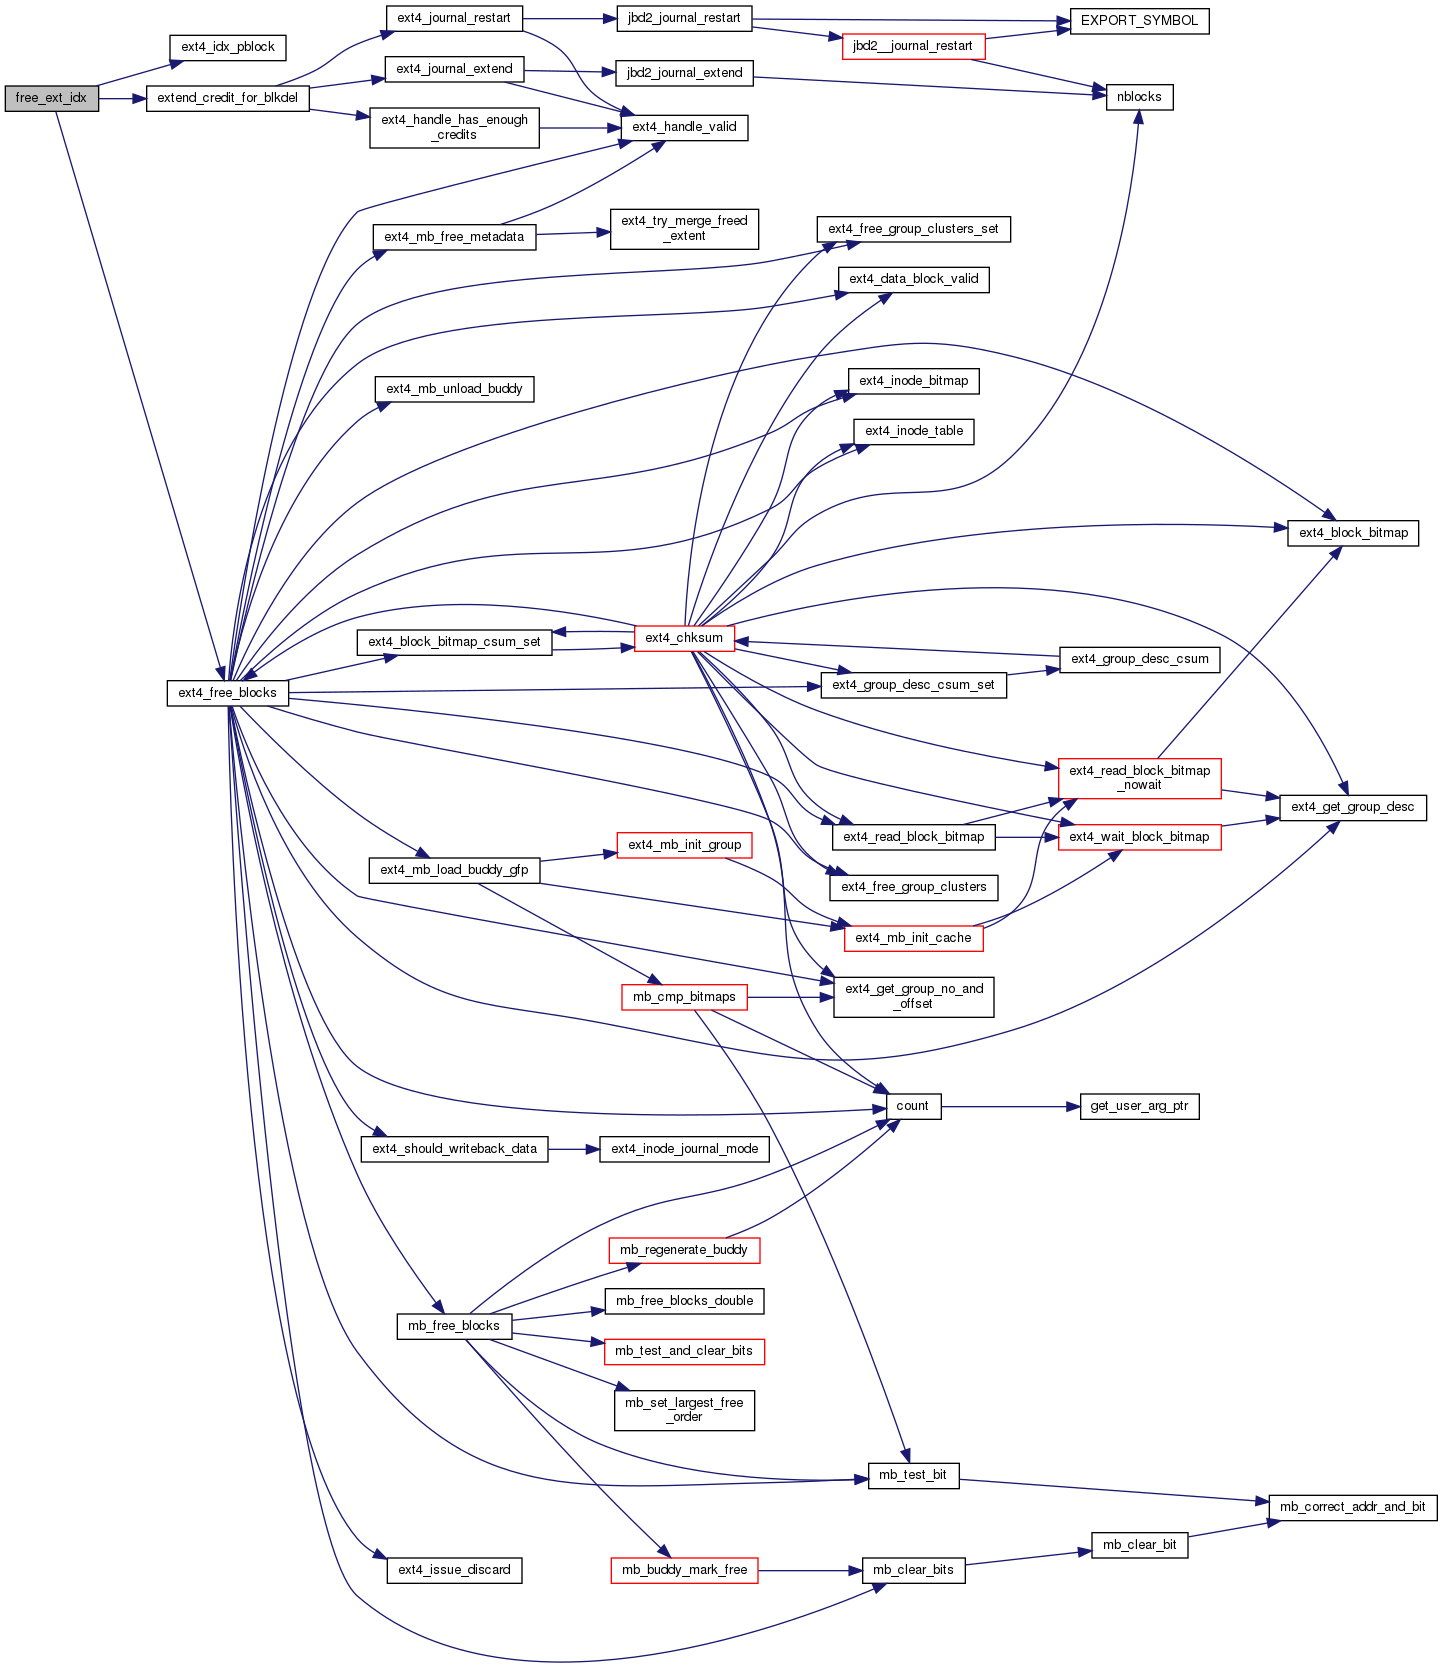 free_ext_idx
ext4_idx_pblock
extend_credit_for_blkdel
ext4_free_blocks
ext4_journal_restart
ext4_journal_extend
ext4_handle_has_enough
_credits
ext4_mb_free_metadata
ext4_mb_unload_buddy
ext4_block_bitmap_csum_set
ext4_mb_load_buddy_gfp
ext4_should_writeback_data
mb_free_blocks
ext4_issue_discard
jbd2_journal_restart
jbd2_journal_extend
ext4_handle_valid
ext4_try_merge_freed
_extent
ext4_chksum
ext4_mb_init_group
mb_cmp_bitmaps
ext4_inode_journal_mode
mb_regenerate_buddy
mb_free_blocks_double
mb_test_and_clear_bits
mb_set_largest_free
_order
mb_buddy_mark_free
jbd2__journal_restart
ext4_free_group_clusters_set
ext4_data_block_valid
ext4_inode_bitmap
ext4_inode_table
ext4_group_desc_csum_set
ext4_read_block_bitmap
ext4_free_group_clusters
ext4_mb_init_cache
ext4_get_group_no_and
_offset
count
mb_test_bit
mb_clear_bits
EXPORT_SYMBOL
nblocks
ext4_group_desc_csum
ext4_read_block_bitmap
_nowait
ext4_wait_block_bitmap
get_user_arg_ptr
mb_clear_bit
ext4_block_bitmap
ext4_get_group_desc
mb_correct_addr_and_bit